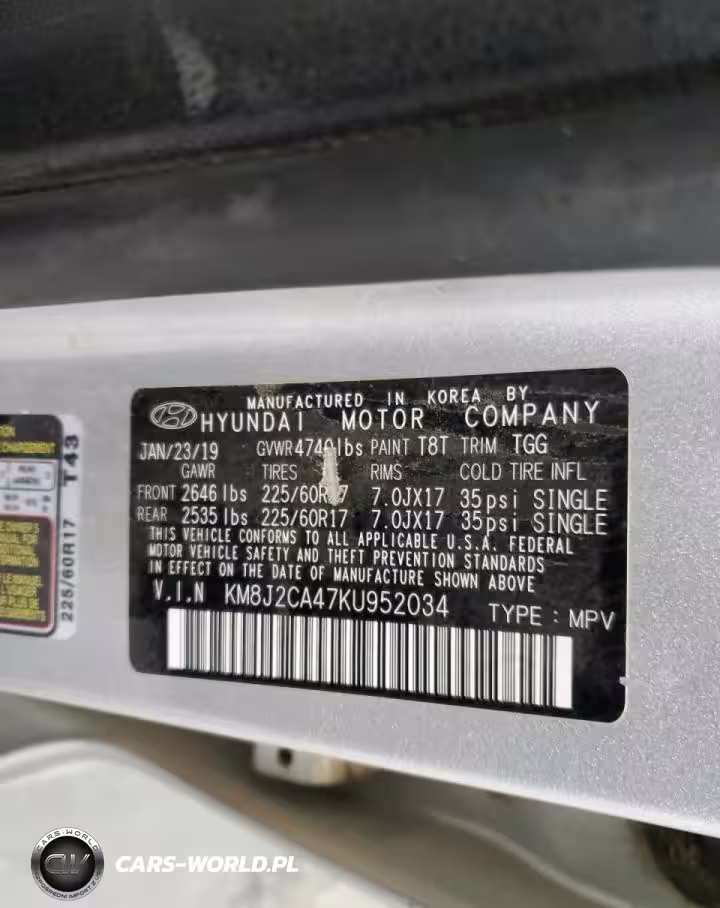 MANUFACTURED IN KOREA BY
HYUNDAI MOTOR COMPANY
JAN/23/19 GVWR 4740lbs PAINT T8T TRIM TGG
GAWR TIRES RIMS COLD TIRE INFL
FRONT 2646 lbs 225/60R17 7.0JX17 35psi SINGLE
REAR 2535 lbs 225/60R17 7.0JX17 35psi SINGLE
THIS VEHICLE CONFORMS TO ALL APPLICABLE U.S.A. FEDERAL
MOTOR VEHICLE SAFETY AND THEFT PREVENTION STANDARDS
IN EFFECT ON THE DATE OF MANUFACTURE SHOWN ABOVE
V.I.N KM8J2CA47KU952034 TYPE : MPV
T43
225/60R17
CARS-WORLD
CW
CARS-WORLD.PL